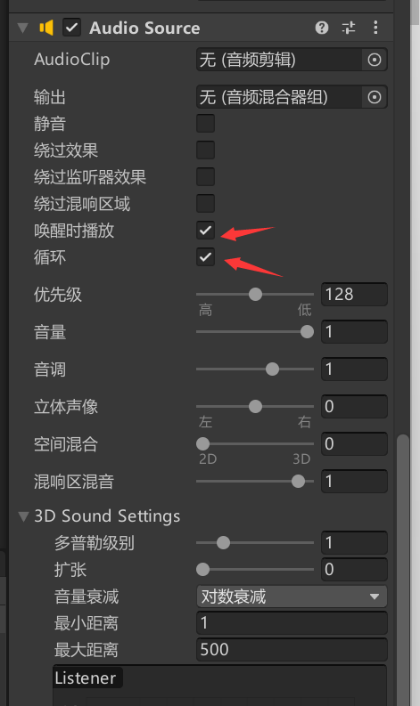 Audio Source
AudioClip 无 (音频剪辑)
输出 无 (音频混合器组)
静音
绕过效果
绕过监听器效果
绕过混响区域
唤醒时播放
循环
优先级 128
高 低
音量 1
音调 1
立体声像 0
左 右
空间混合 0
2D 3D
混响区混音 1
3D Sound Settings
多普勒级别 1
扩张 0
音量衰减 对数衰减
最小距离 1
最大距离 500
Listener